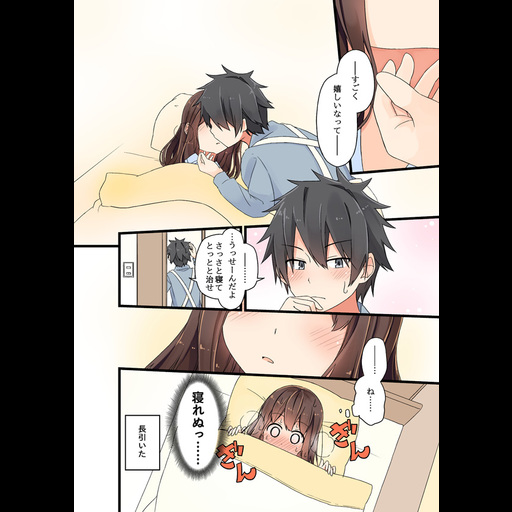 ――すごく
嬉しいなって――
―………
…うっせーんだよ
さっさと寝て
とっとと治せ
―……
ね……
寝れぬっ……
ぎん
ぎん
長引いた